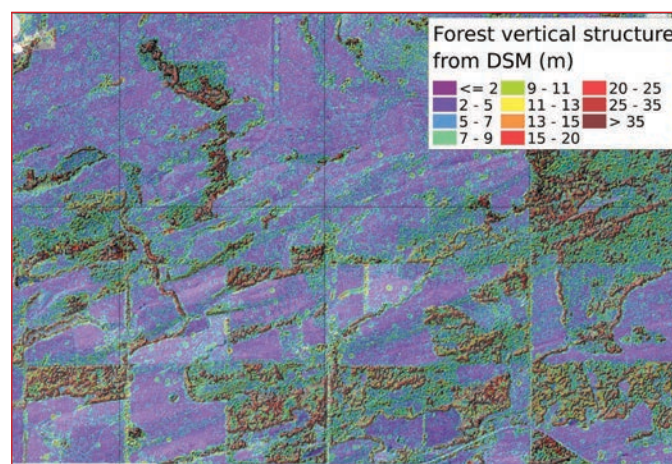 Forest vertical structure
from DSM (m)
<= 2 9 - 11 20 - 25
2 - 5 11 - 13 25 - 35
5 - 7 13 - 15 > 35
7 - 9 15 - 20